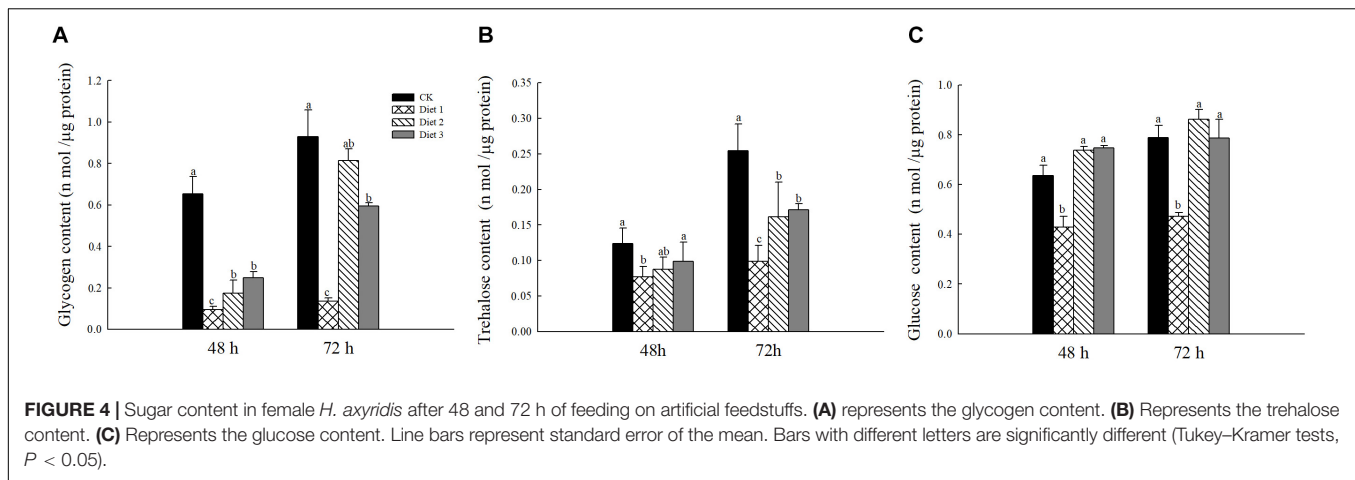 A
B
C
Glycogen content (n mol /µg protein)
1.2
1.0
0.8
0.6
0.4
0.2
0.0
a
c
b
b
a
c
ab
b
CK
Diet 1
Diet 2
Diet 3
48 h
72 h
Trehalose content (n mol /µg protein)
0.35
0.30
0.25
0.20
0.15
0.10
0.05
0.00
a
b
ab
a
a
c
b
b
48h
72h
Glucose content (n mol /µg protein)
1.0
0.8
0.6
0.4
0.2
0.0
a
b
a
a
a
b
a
a
48 h
72 h
FIGURE 4 | Sugar content in female H. axyridis after 48 and 72 h of feeding on artificial feedstuffs. (A) represents the glycogen content. (B) Represents the trehalose
content. (C) Represents the glucose content. Line bars represent standard error of the mean. Bars with different letters are significantly different (Tukey–Kramer tests,
P < 0.05).